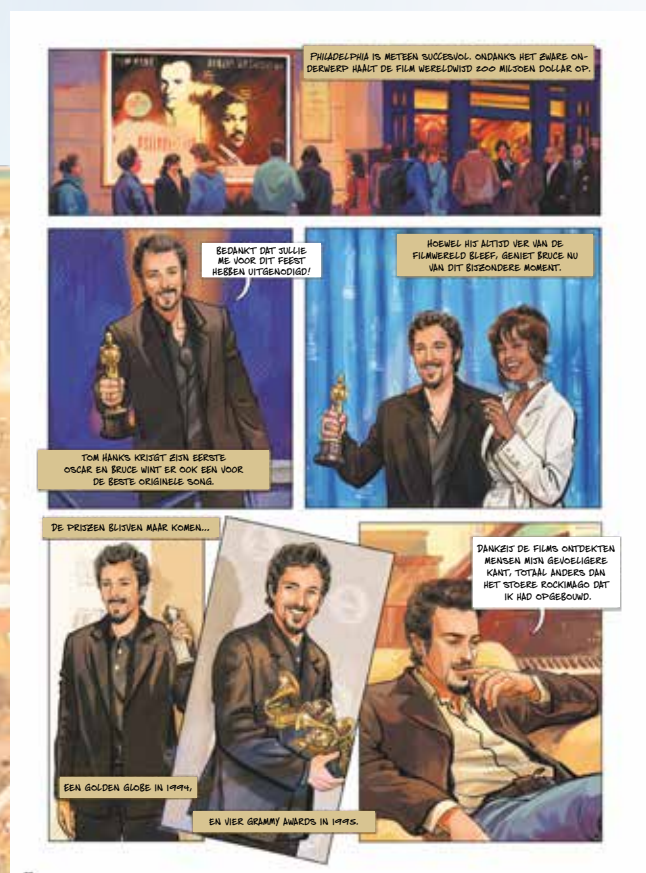 TOM HANKS
PHILADELPHIA IS METEEN SUCCESVOL. ONDANKS HET ZWARE ON-
DERWERP HAALT DE FILM WERELDWIJD 200 MILJOEN DOLLAR OP.
BEDANKT DAT JULLIE
ME VOOR DIT FEEST
HEBBEN UITGENODIGD!
HOEWEL HIJ ALTIJD VER VAN DE
FILMWERELD BLEEF, GENIET BRUCE NU
VAN DIT BIJZONDERE MOMENT.
TOM HANKS KRIJGT ZIJN EERSTE
OSCAR EN BRUCE WINT ER OOK EEN VOOR
DE BESTE ORIGINELE SONG.
DE PRIJZEN BLIJVEN MAAR KOMEN...
DANKZIJ DE FILMS ONTDEKTEN
MENSEN MIJN GEVOELIGERE
KANT, TOTAAL ANDERS DAN
HET STOERE ROCKIMAGO DAT
IK HAD OPGEBOUWD.
EEN GOLDEN GLOBE IN 1994,
EN VIER GRAMMY AWARDS IN 1995.